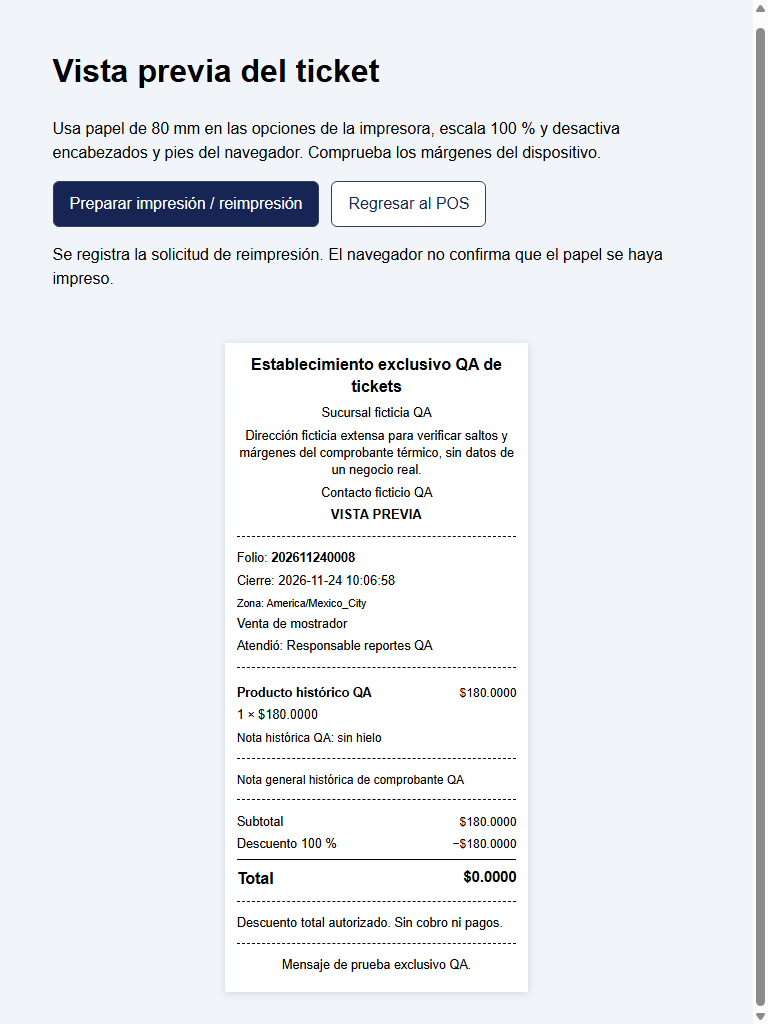 Vista previa del ticket
Usa papel de 80 mm en las opciones de la impresora, escala 100 % y desactiva
encabezados y pies del navegador. Comprueba los márgenes del dispositivo.
Preparar impresión / reimpresión
Regresar al POS
Se registra la solicitud de reimpresión. El navegador no confirma que el papel se haya
impreso.
Establecimiento exclusivo QA de
tickets
Sucursal ficticia QA
Dirección ficticia extensa para verificar saltos y
márgenes del comprobante térmico, sin datos de
un negocio real.
Contacto ficticio QA
VISTA PREVIA
Folio: 202611240008
Cierre: 2026-11-24 10:06:58
Zona: America/Mexico_City
Venta de mostrador
Atendió: Responsable reportes QA
Producto histórico QA $180.0000
1 × $180.0000
Nota histórica QA: sin hielo
Nota general histórica de comprobante QA
Subtotal $180.0000
Descuento 100 % −$180.0000
Total $0.0000
Descuento total autorizado. Sin cobro ni pagos.
Mensaje de prueba exclusivo QA.